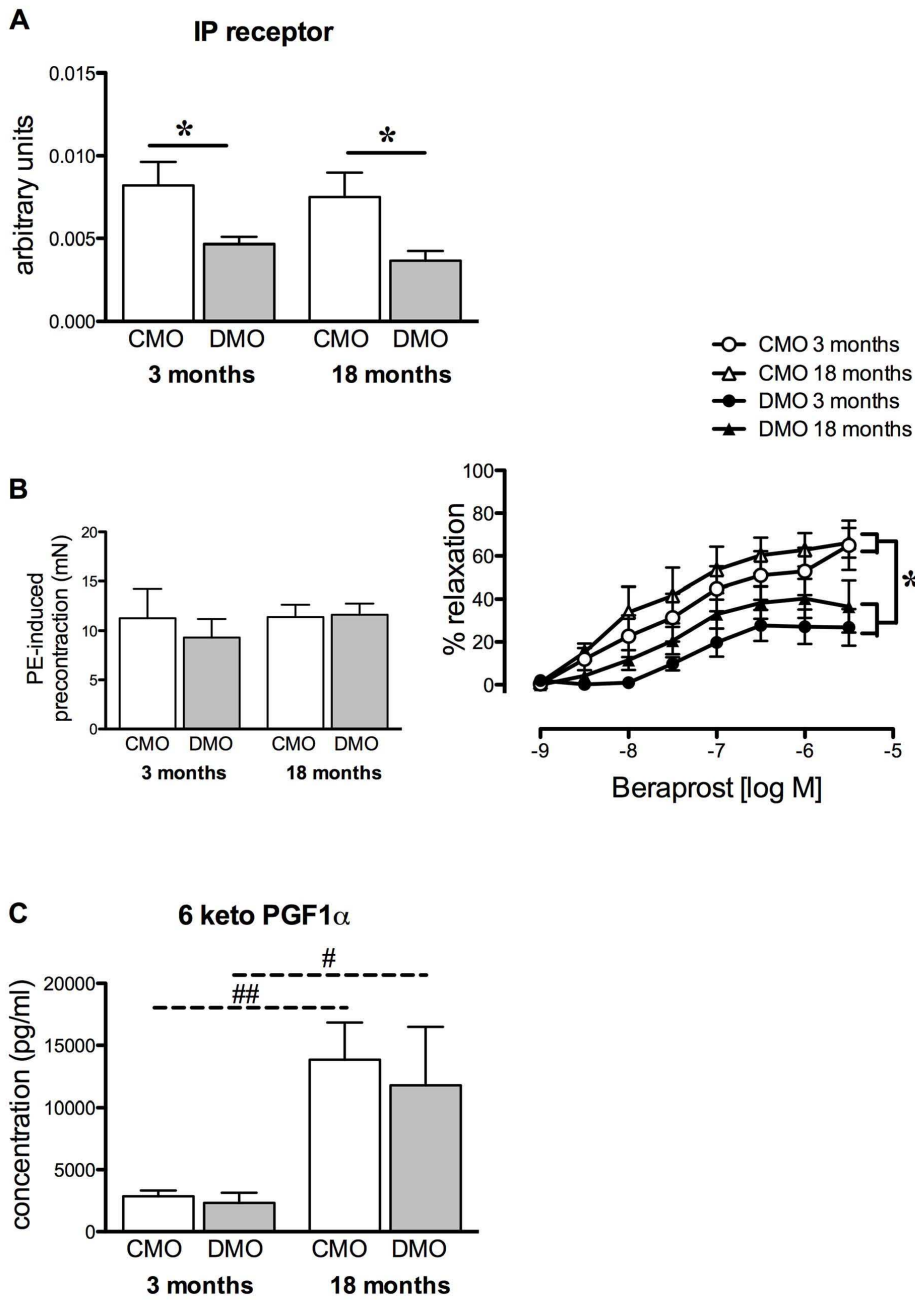 A
IP receptor
arbitrary units
0.015
0.010
0.005
0.000
*
*
CMO DMO CMO DMO
3 months 18 months
CMO 3 months
CMO 18 months
DMO 3 months
DMO 18 months
B
PE-induced
precontraction (mN)
20
15
10
5
0
CMO DMO CMO DMO
3 months 18 months
% relaxation
100
80
60
40
20
0
*
-9 -8 -7 -6 -5
Beraprost [log M]
C
6 keto PGF1α
concentration (pg/ml)
20000
15000
10000
5000
0
#
##
CMO DMO CMO DMO
3 months 18 months